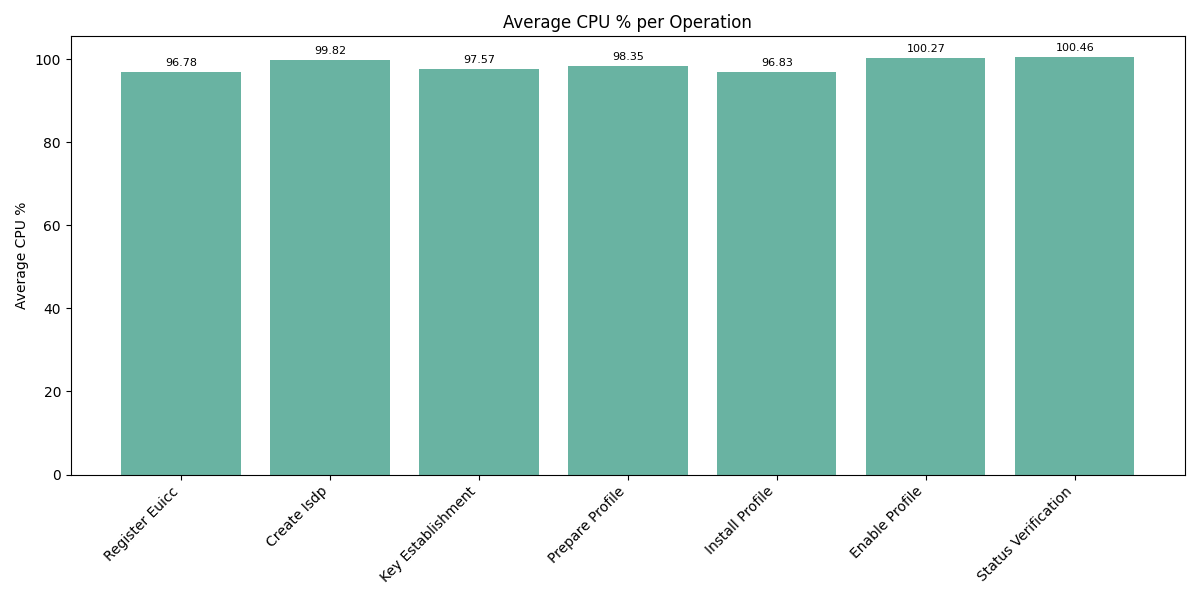 Average CPU % per Operation
96.78
99.82
97.57
98.35
96.83
100.27
100.46
100
80
60
40
20
0
Average CPU %
Register Euicc
Create Isdp
Key Establishment
Prepare Profile
Install Profile
Enable Profile
Status Verification